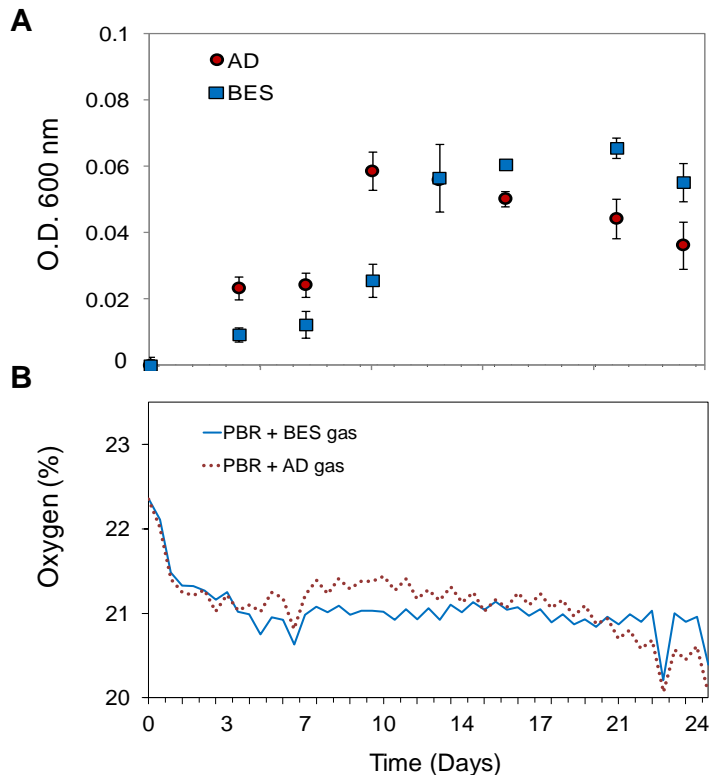 A
0.1
0.08
0.06
0.04
0.02
0
O.D. 600 nm
AD
BES
B
23
22
21
20
Oxygen (%)
PBR + BES gas
PBR + AD gas
0 3 7 10 14 17 21 24
Time (Days)